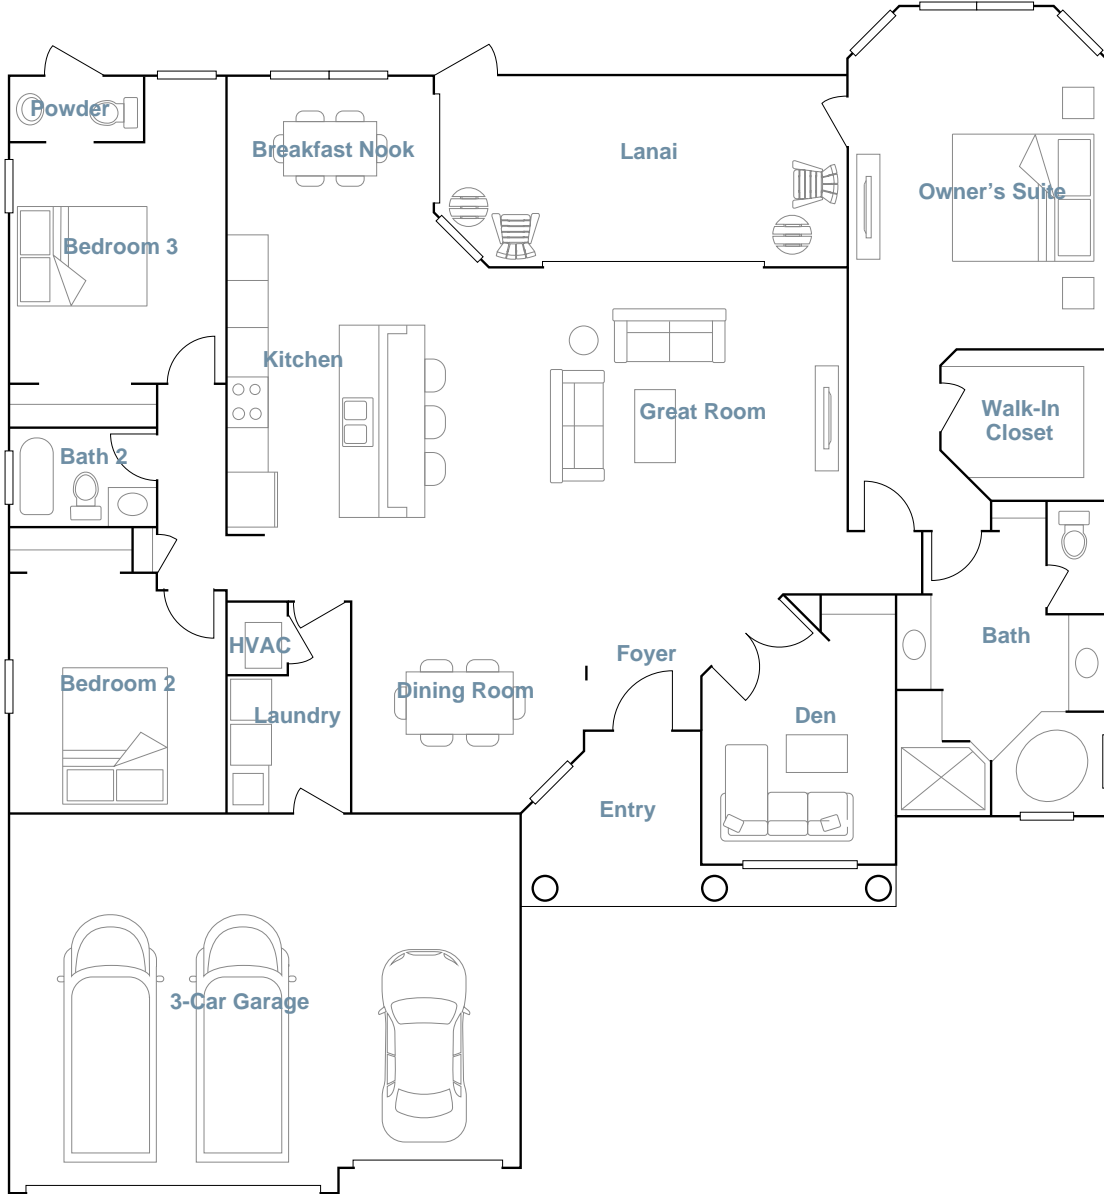 Powder
Breakfast Nook
Lanai
Owner's Suite
Bedroom 3
Kitchen
Great Room
Walk-In
Closet
Bath 2
HVAC
Foyer
Bath
Bedroom 2
Dining Room
Laundry
Den
Entry
3-Car Garage